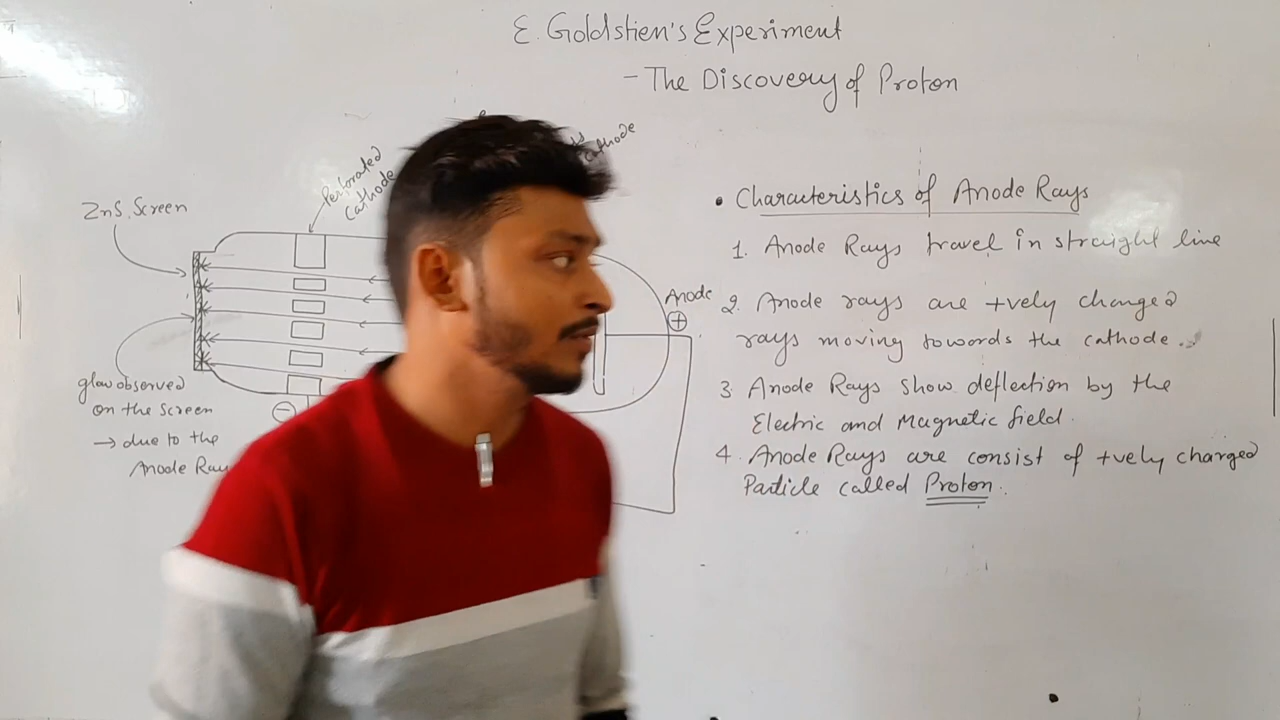 E. Goldstien's Experiment
- The Discovery of Proton
Perforated
Cathode
cathode
ZnS. Screen
• Characteristics of Anode Rays
1. Anode Rays travel in straight line
Anode
+
2. Anode rays are +vely charged
rays moving towards the cathode.
3 Anode Rays show deflection by the
Electric and Magnetic field.
4. Anode Rays are consist of +vely charged
Particle called Proton.
glow observed
on the screen
→ due to the
Anode Ray
-